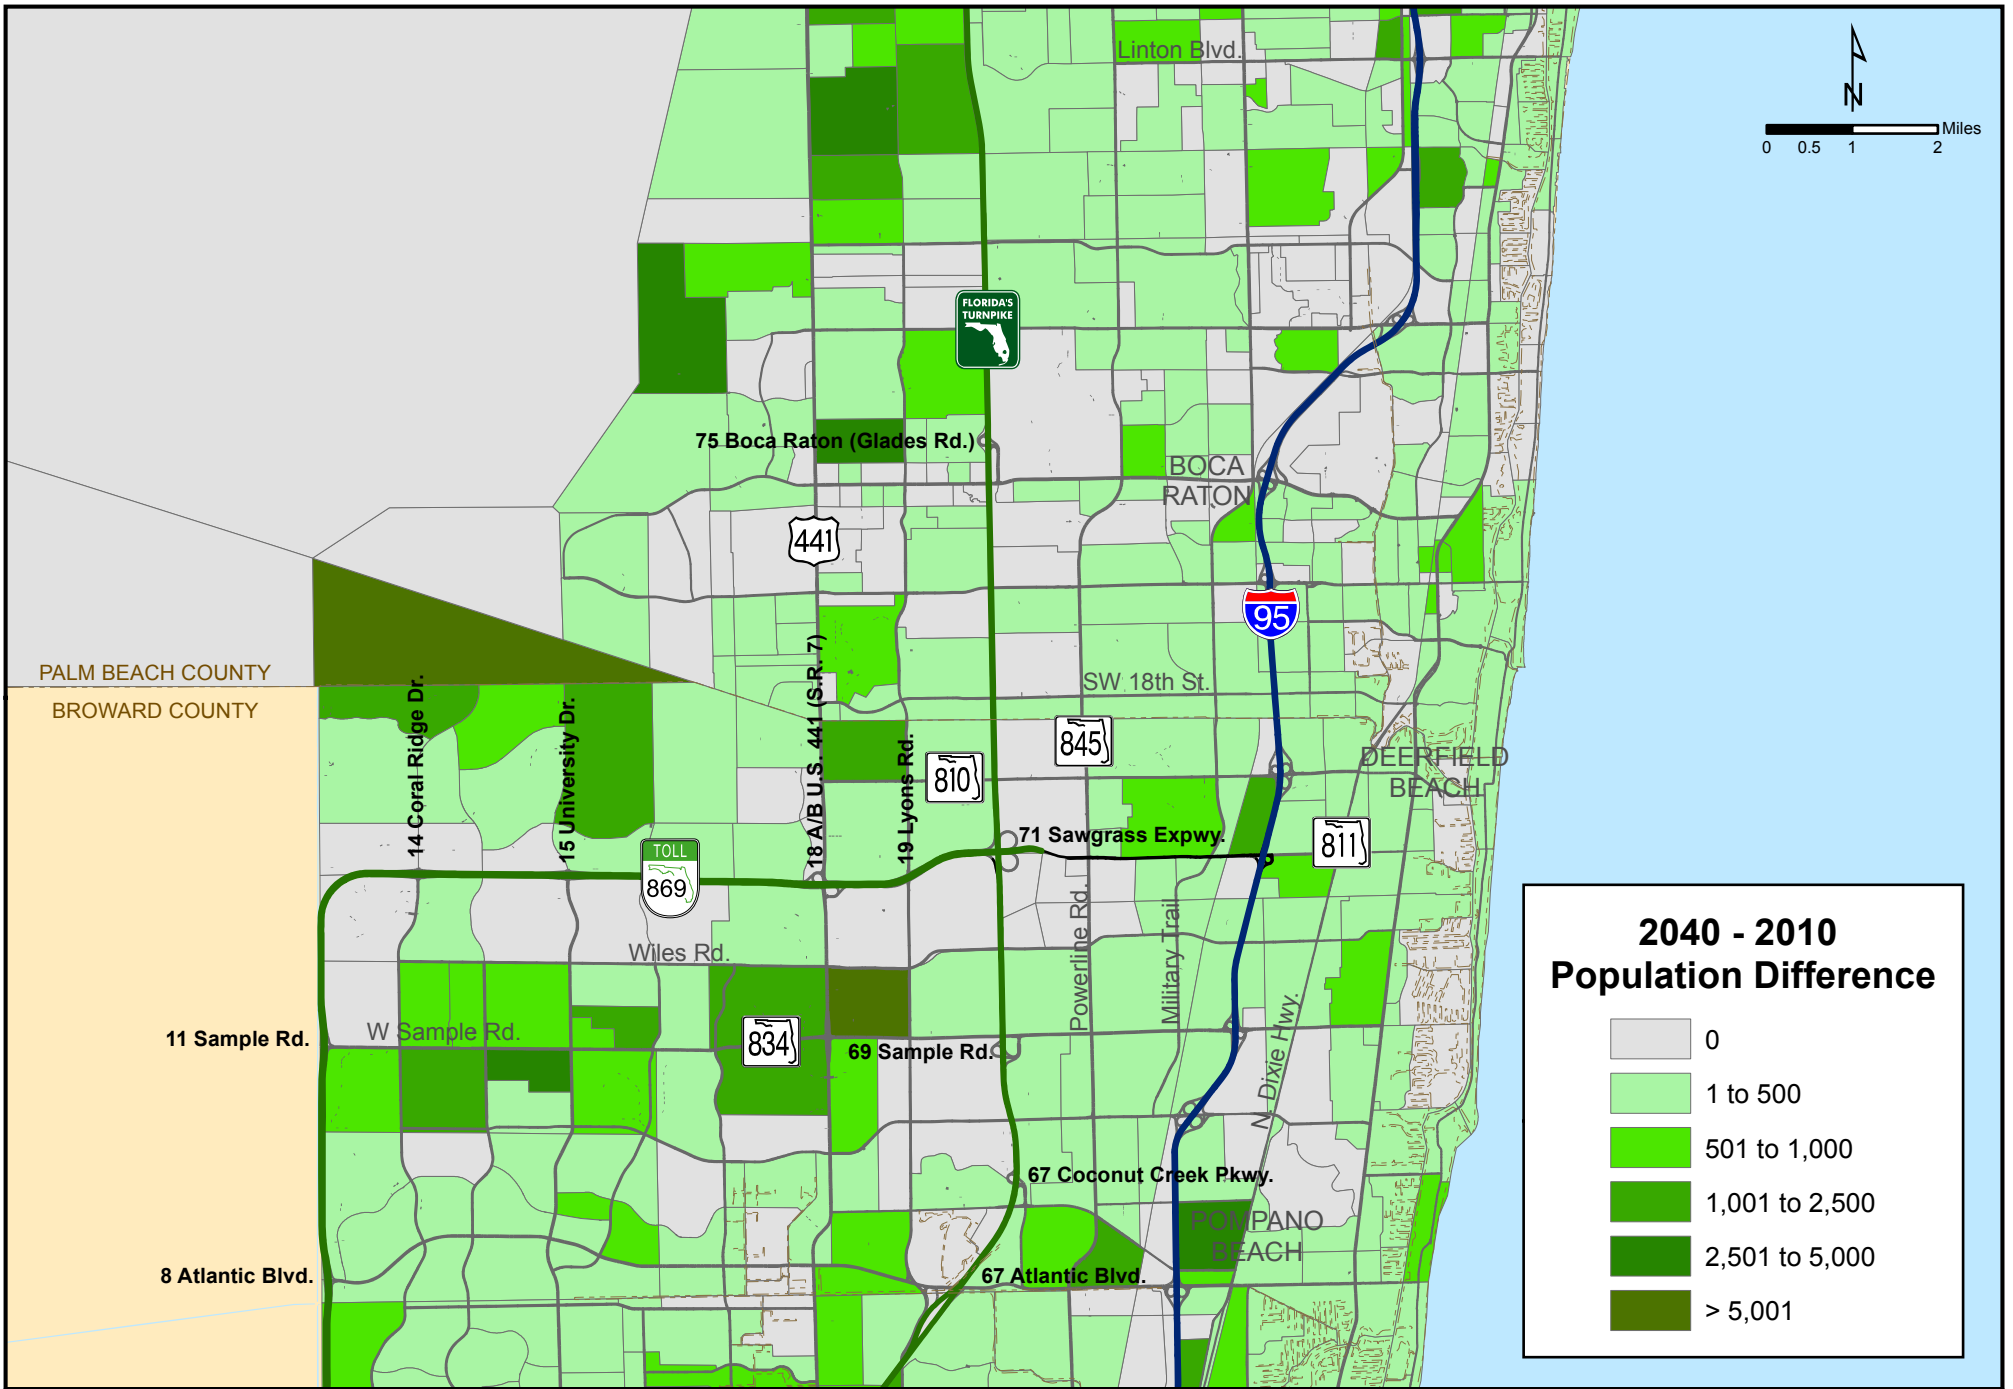 Linton Blvd.
N
Miles
0 0.5 1 2
FLORIDA'S
TURNPIKE
75 Boca Raton (Glades Rd.)
BOCA
RATON
441
95
PALM BEACH COUNTY
BROWARD COUNTY
14 Coral Ridge Dr.
15 University Dr.
18 A/B U.S. 441 (S.R. 7)
19 Lyons Rd.
SW 18th St.
845
810
DEERFIELD
BEACH
71 Sawgrass Expwy.
811
TOLL
869
Wiles Rd.
Powerline Rd.
Military Trail
N. Dixie Hwy.
11 Sample Rd.
W Sample Rd.
834
69 Sample Rd.
67 Coconut Creek Pkwy.
POMPANO
BEACH
8 Atlantic Blvd.
67 Atlantic Blvd.
2040 - 2010
Population Difference
0
1 to 500
501 to 1,000
1,001 to 2,500
2,501 to 5,000
> 5,001